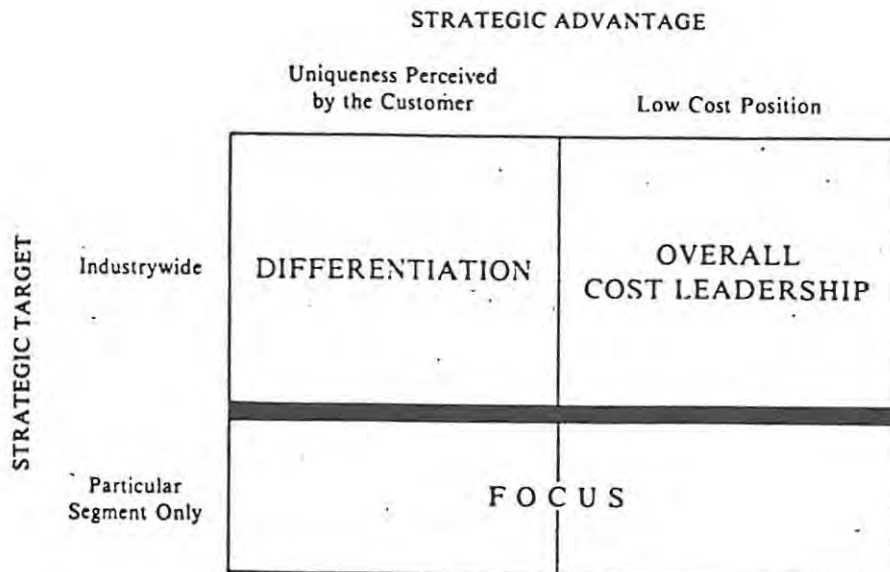 STRATEGIC ADVANTAGE
Uniqueness Perceived
by the Customer
Low Cost Position
STRATEGIC TARGET
Industrywide
DIFFERENTIATION
OVERALL
COST LEADERSHIP
Particular
Segment Only
FOCUS